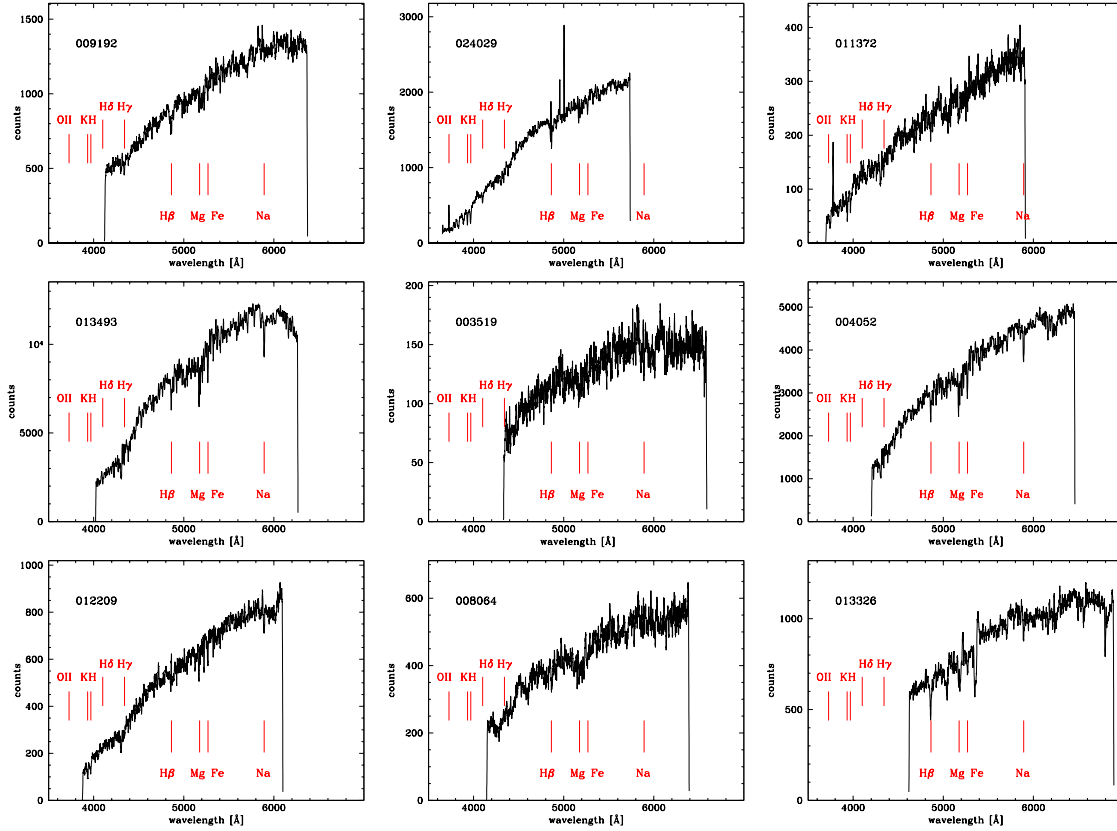 1500
009192
1000
counts
Hδ Hγ
OII KH
500
Hβ Mg Fe Na
0
4000 5000 6000
wavelength [Å]
3000
024029
2000
counts
Hδ Hγ
OII KH
1000
Hβ Mg Fe Na
0
4000 5000 6000
wavelength [Å]
400
011372
300
counts
Hδ Hγ
200
OII KH
100
Hβ Mg Fe Na
0
4000 5000 6000
wavelength [Å]
013493
10⁴
counts
Hδ Hγ
OII KH
5000
Hβ Mg Fe Na
0
4000 5000 6000
wavelength [Å]
200
003519
150
counts
Hδ Hγ
100
OII KH
50
Hβ Mg Fe Na
0
4000 5000 6000
wavelength [Å]
5000
004052
4000
counts
3000
Hδ Hγ
OII KH
2000
1000
Hβ Mg Fe Na
0
4000 5000 6000
wavelength [Å]
1000
012209
800
600
counts
Hδ Hγ
OII KH
400
200
Hβ Mg Fe Na
0
4000 5000 6000
wavelength [Å]
600
008064
counts
400
Hδ Hγ
OII KH
200
Hβ Mg Fe Na
0
4000 5000 6000
wavelength [Å]
013326
1000
counts
Hδ Hγ
OII KH
500
Hβ Mg Fe Na
0
4000 5000 6000
wavelength [Å]